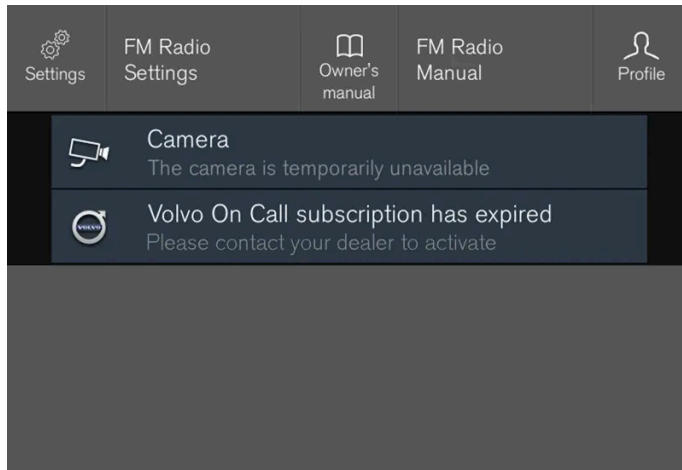 Settings
FM Radio
Settings
Owner's
manual
FM Radio
Manual
Profile
Camera
The camera is temporarily unavailable
VOLVO
Volvo On Call subscription has expired
Please contact your dealer to activate